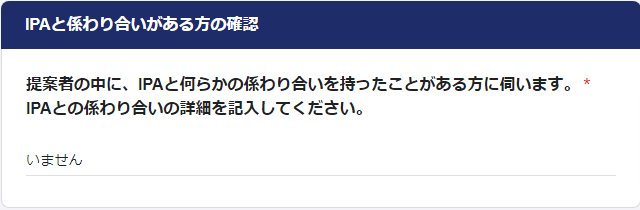 IPAと係わり合いがある方の確認
提案者の中に、IPAと何らかの係わり合いを持ったことがある方に伺います。 *
IPAとの係わり合いの詳細を記入してください。
いません